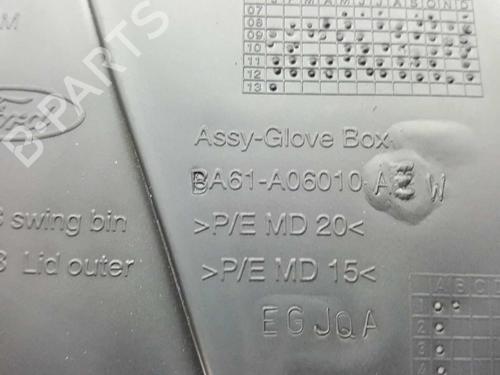 M
J F M A M J J A S O N D
07
08
09
10
11
12
13
B-PARTS
Ford
Assy-Glove Box
BA61-A06010-A W
swing bin
>P/E MD 20<
Lid outer
>P/E MD 15<
EGJQA
A B C D
1
2
3
4